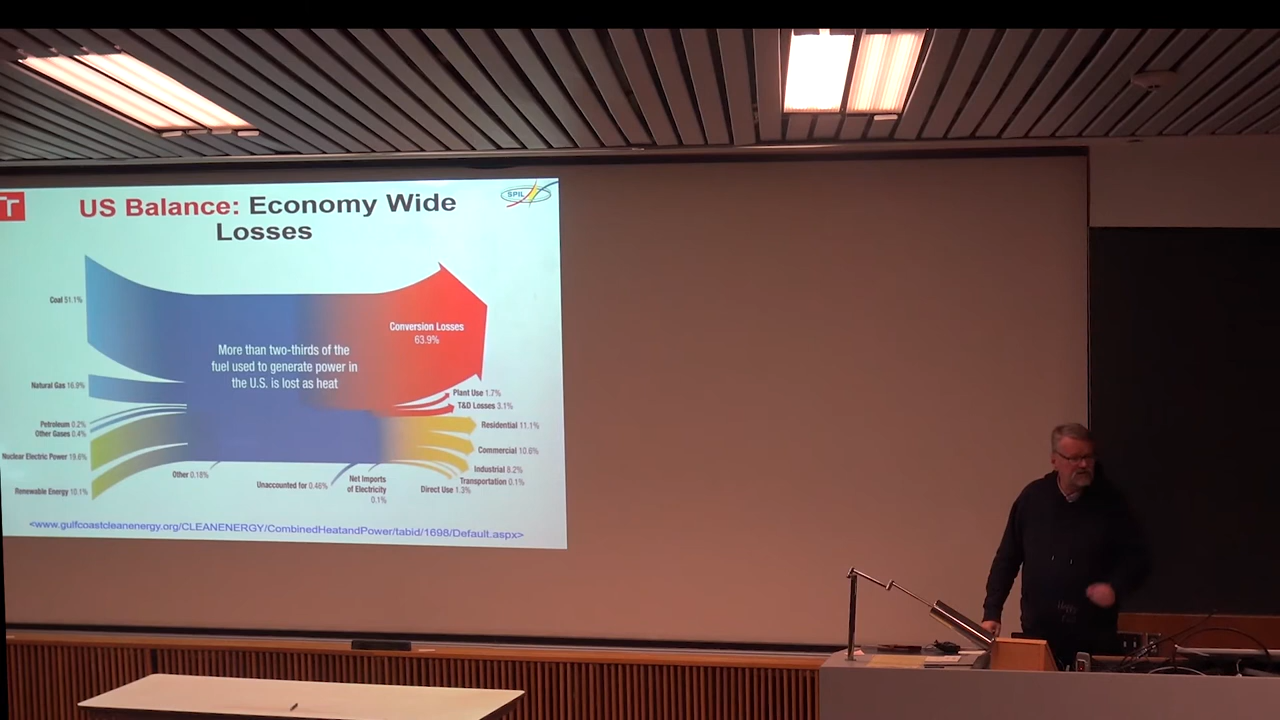 US Balance: Economy Wide
Losses
SPIL
Coal 51.1%
Conversion Losses
63.9%
More than two-thirds of the
fuel used to generate power in
the U.S. is lost as heat
Natural Gas 16.9%
Plant Use 1.7%
T&D Losses 3.1%
Petroleum 0.2%
Other Gases 0.4%
Residential 11.1%
Nuclear Electric Power 19.6%
Commercial 10.6%
Industrial 8.2%
Transportation 0.1%
Renewable Energy 10.1%
Other 0.18%
Unaccounted for 0.46%
Net Imports
of Electricity
0.1%
Direct Use 1.3%
<www.gulfcoastcleanenergy.org/CLEANENERGY/CombinedHeatandPower/tabid/1698/Default.aspx>